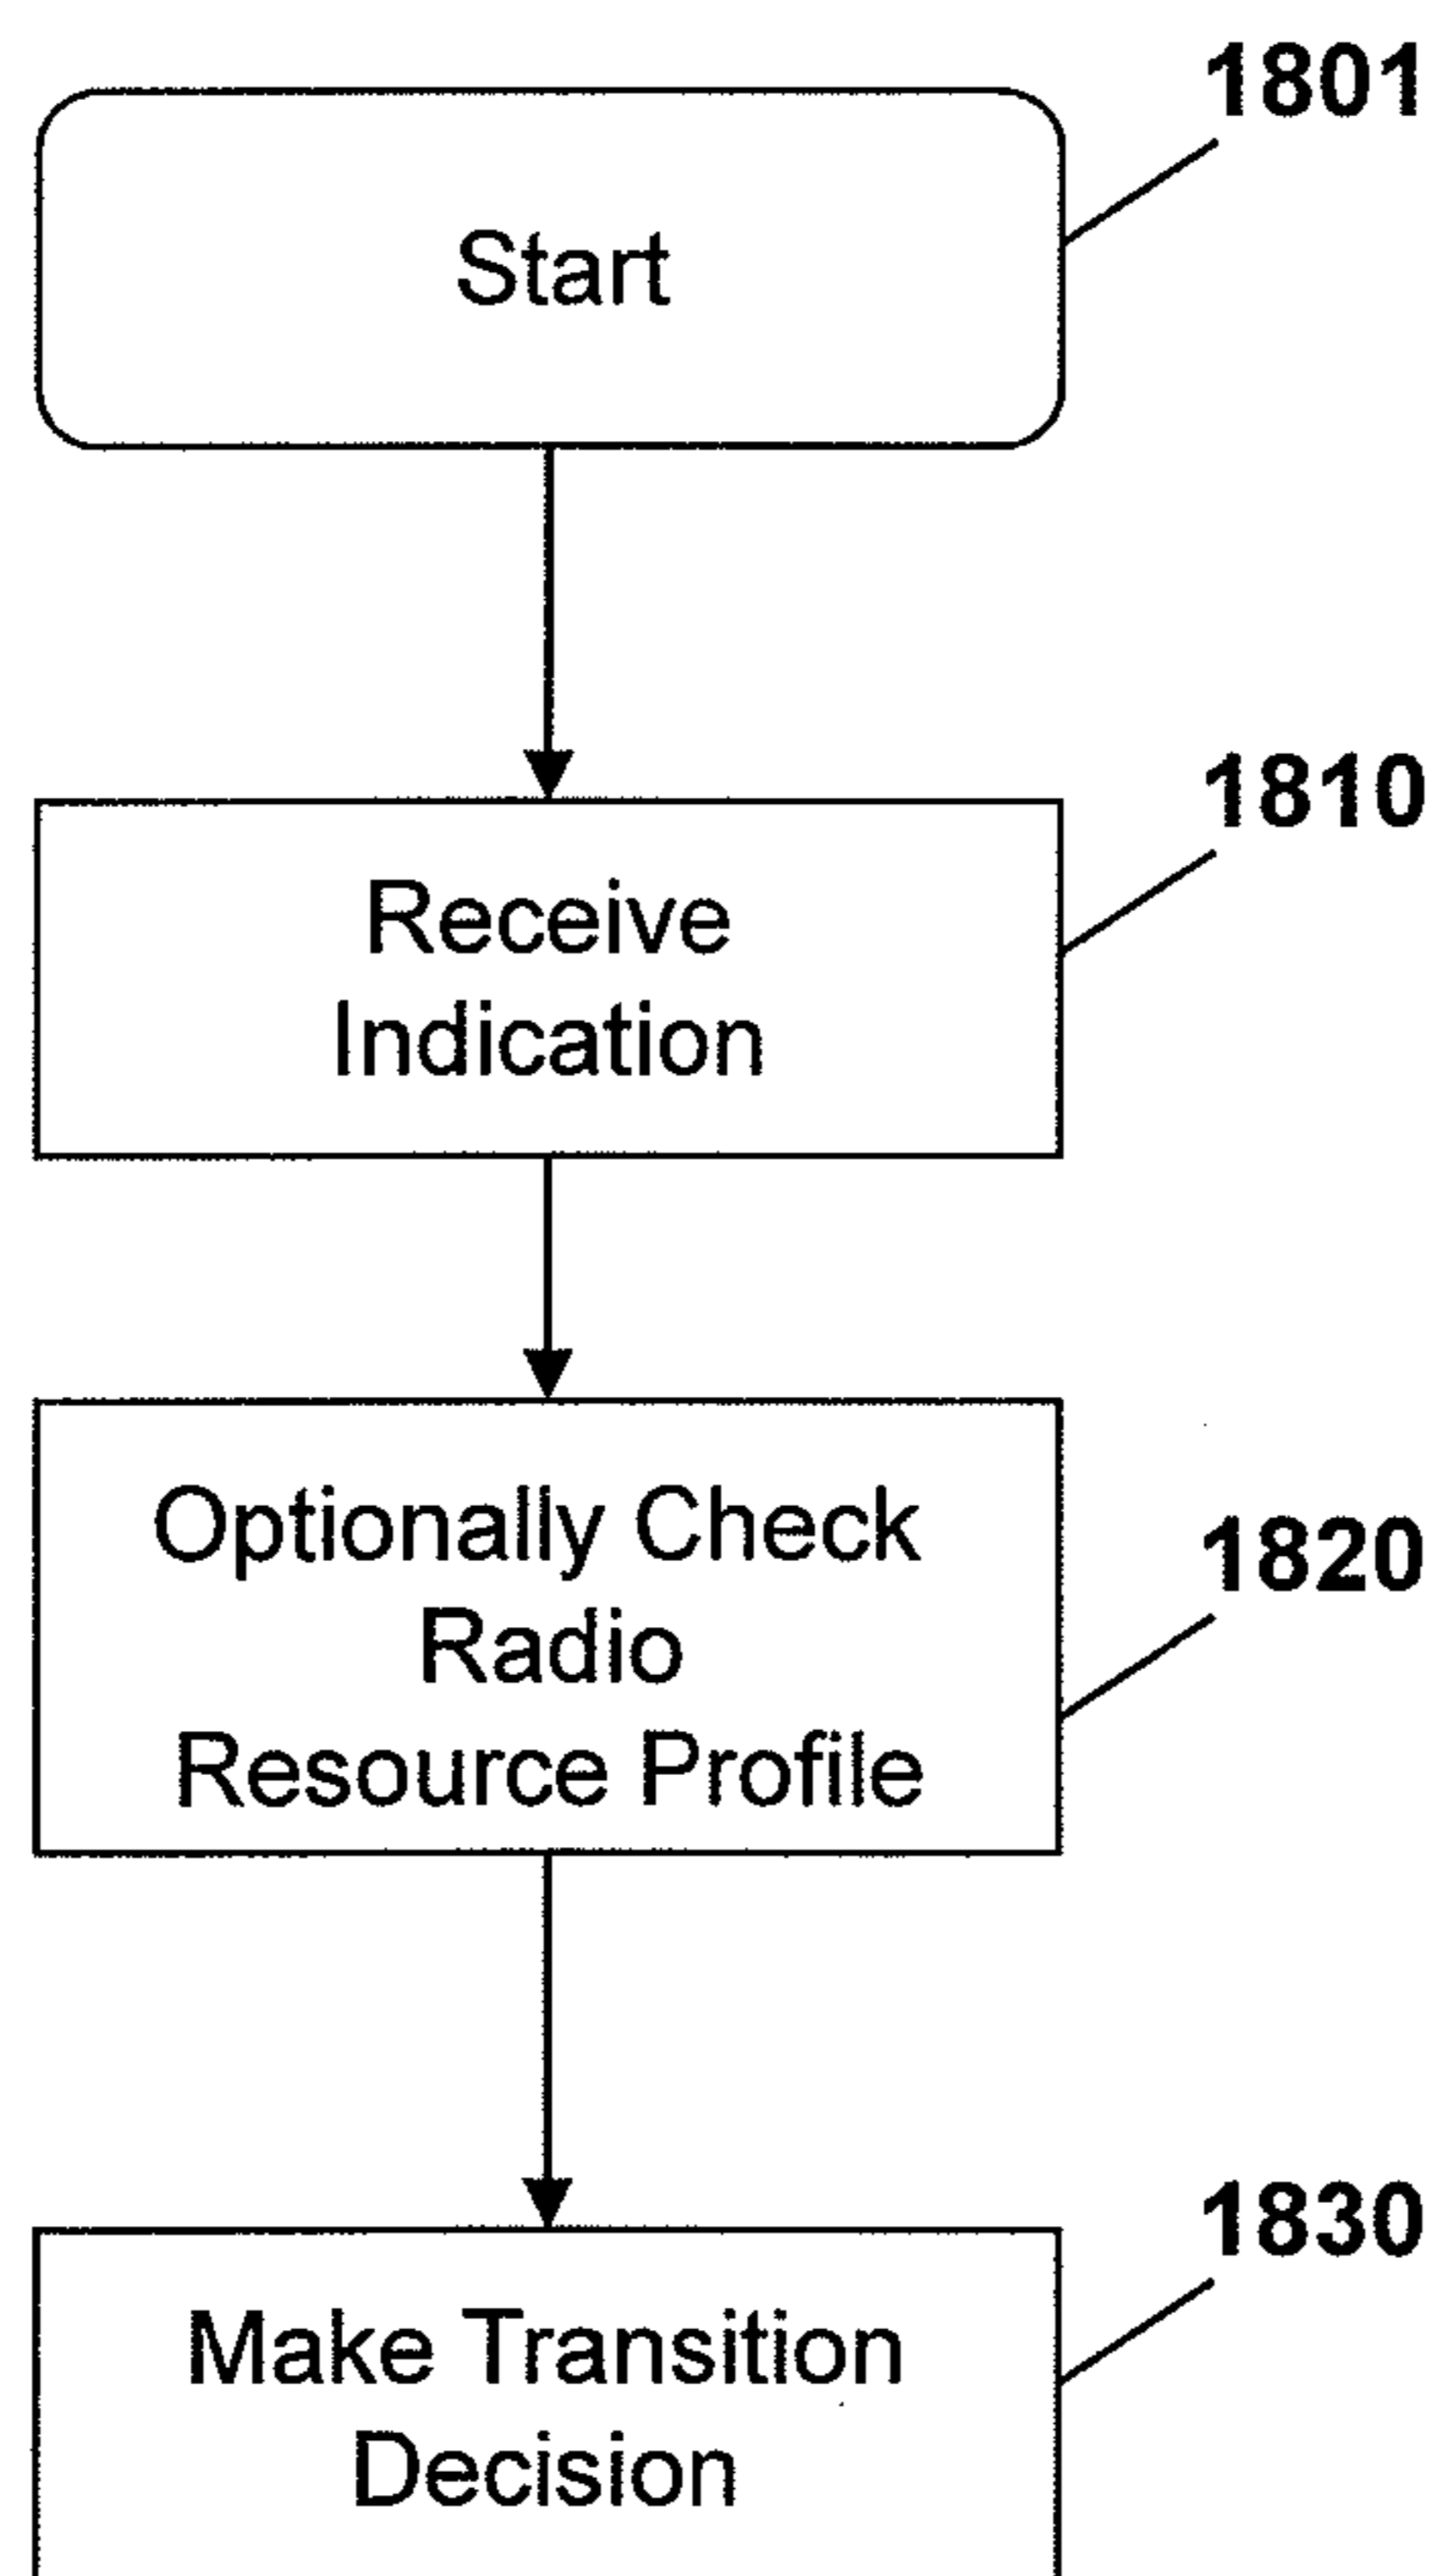 1801
Start
1810
Receive
Indication
Optionally Check
1820
Radio
Resource Profile
1830
Make Transition
Decision